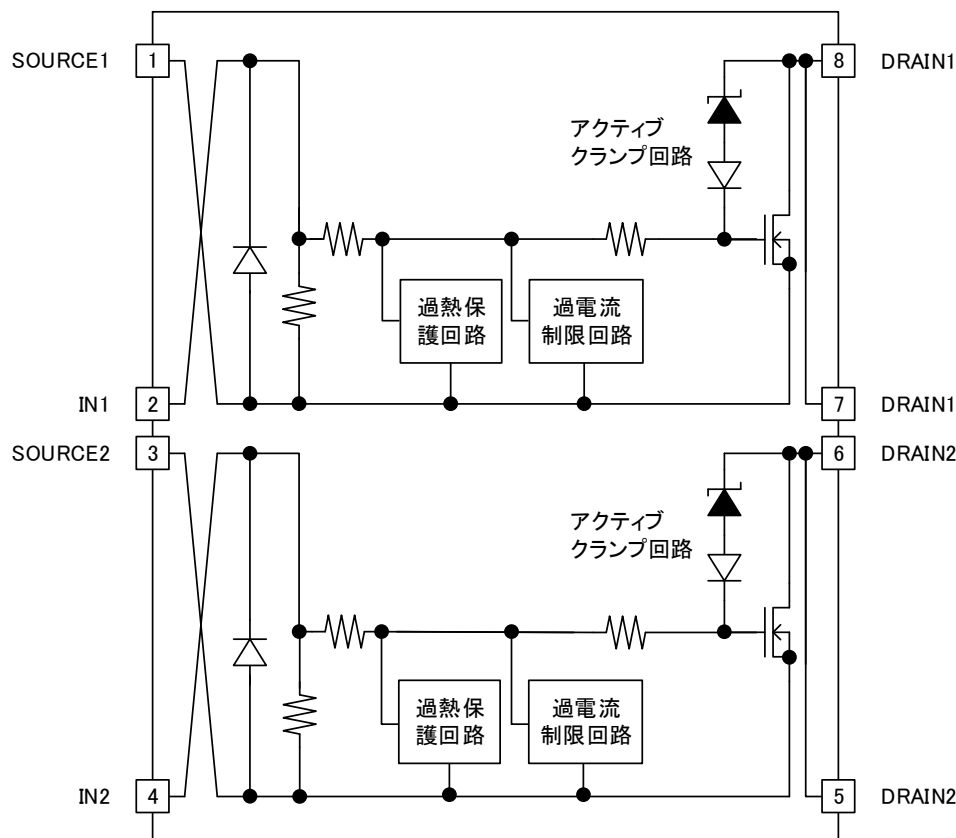 SOURCE1
1
8
DRAIN1
アクティブ
クランプ回路
過熱保
護回路
過電流
制限回路
IN1
2
7
DRAIN1
SOURCE2
3
6
DRAIN2
アクティブ
クランプ回路
過熱保
護回路
過電流
制限回路
IN2
4
5
DRAIN2